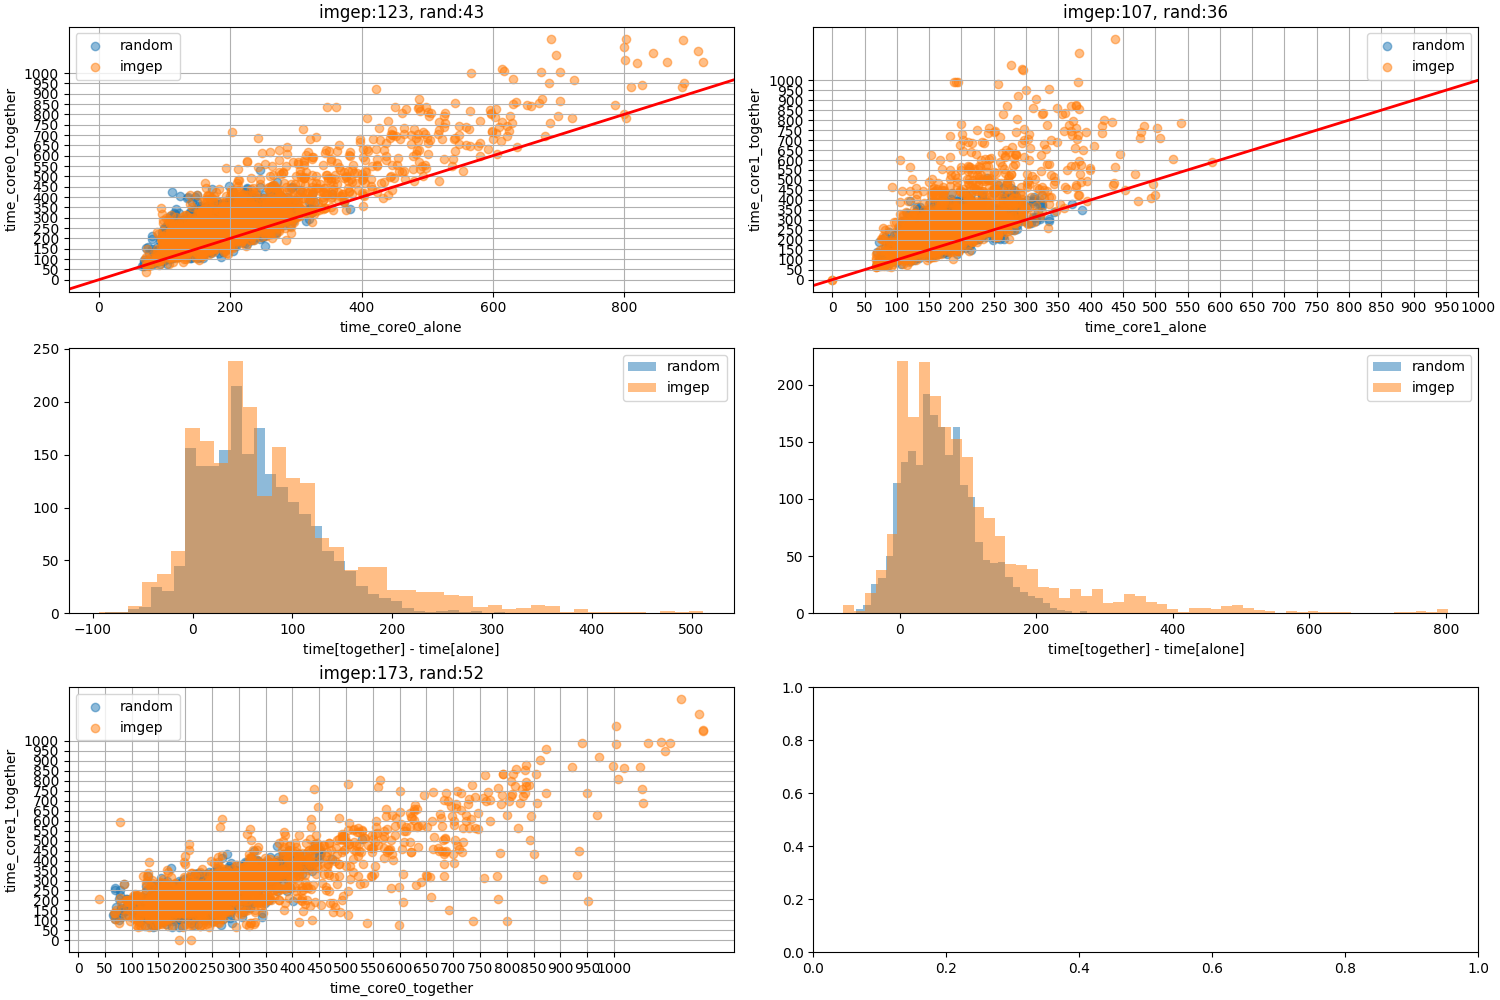 imgep:123, rand:43
random
imgep
1000
950
900
850
800
750
700
650
600
550
500
450
400
350
300
250
200
150
100
50
0
time_core0_together
0 200 400 600 800
time_core0_alone
imgep:107, rand:36
random
imgep
1000
950
900
850
800
750
700
650
600
550
500
450
400
350
300
250
200
150
100
50
0
time_core1_together
0 50 100 150 200 250 300 350 400 450 500 550 600 650 700 750 800 850 900 950 1000
time_core1_alone
random
imgep
250
200
150
100
50
0
−100 0 100 200 300 400 500
time[together] - time[alone]
random
imgep
200
150
100
50
0
0 200 400 600 800
time[together] - time[alone]
imgep:173, rand:52
random
imgep
1000
950
900
850
800
750
700
650
600
550
500
450
400
350
300
250
200
150
100
50
0
time_core1_together
0 50 100 150 200 250 300 350 400 450 500 550 600 650 700 750 800 850 900 950 1000
time_core0_together
1.0
0.8
0.6
0.4
0.2
0.0
0.0 0.2 0.4 0.6 0.8 1.0